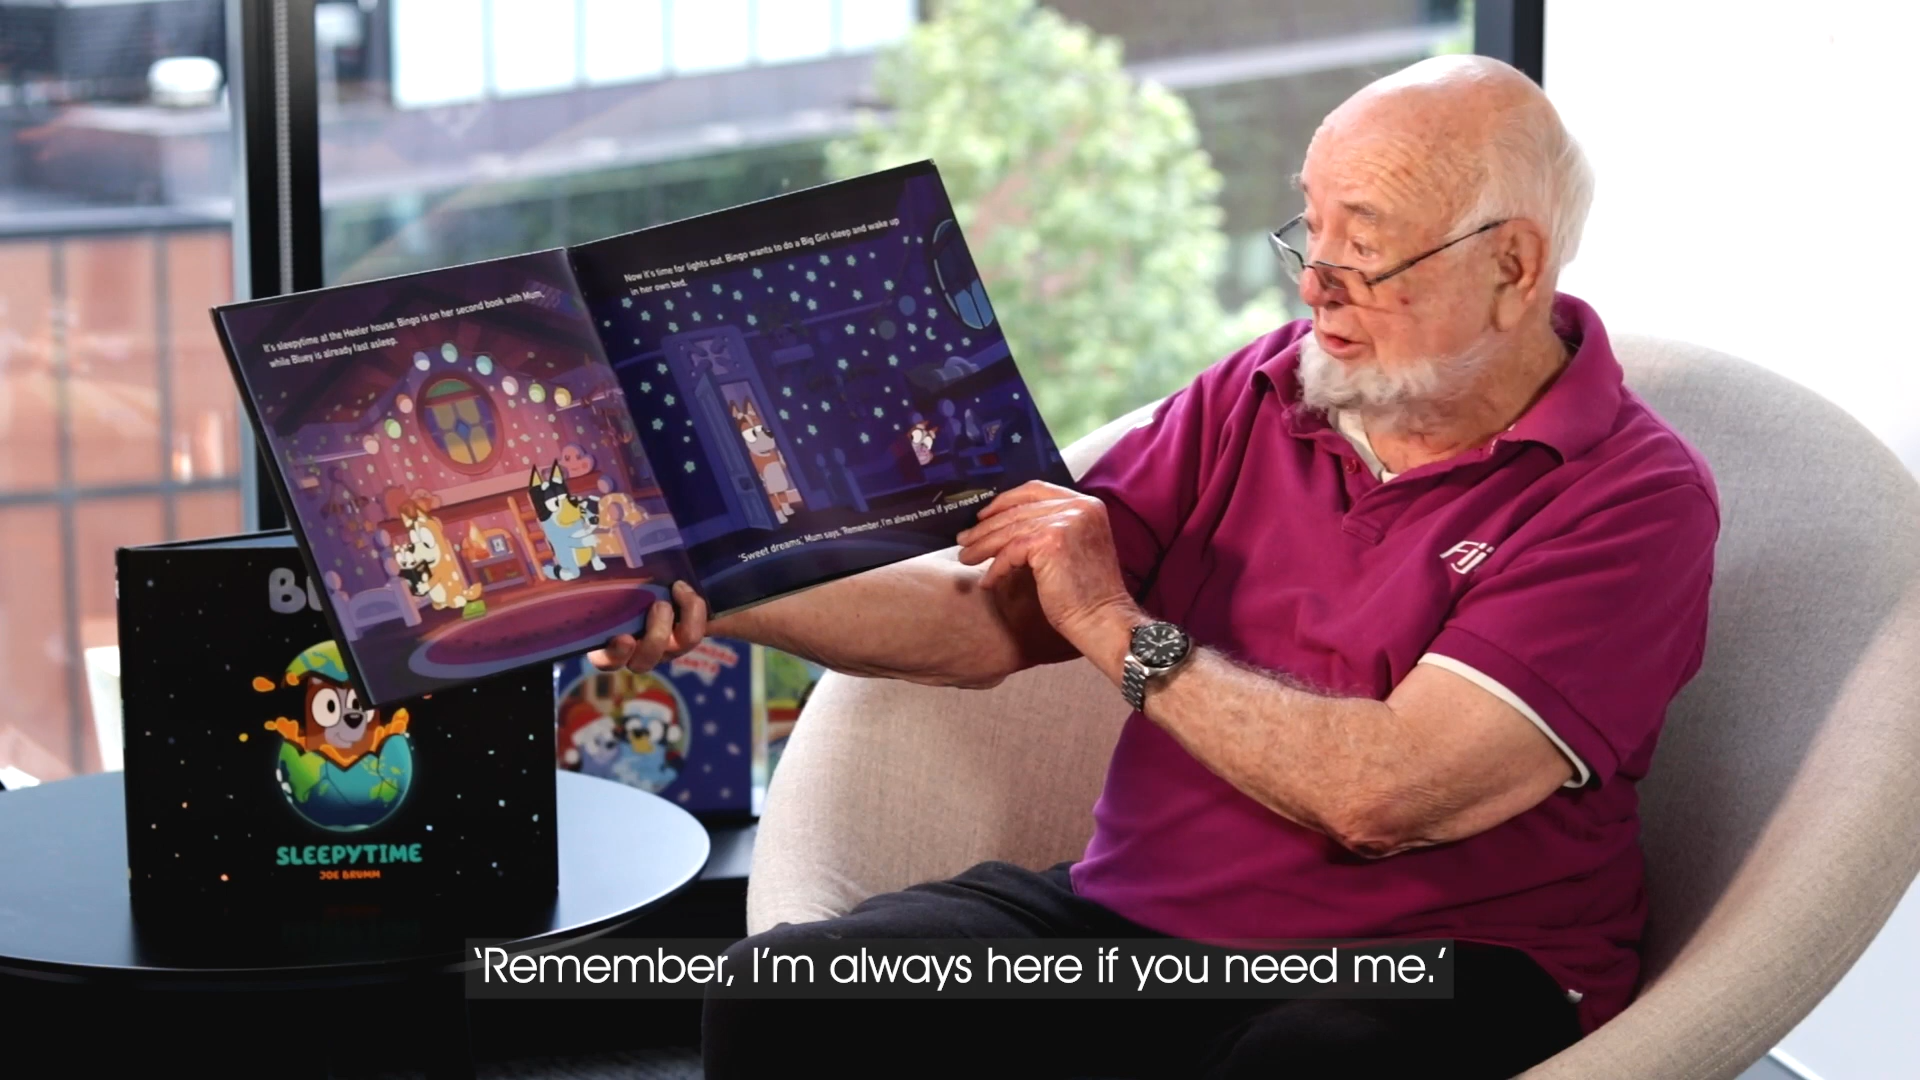 It's sleepytime at the Heeler house. Bingo is on her second book with Mum,
while Bluey is already fast asleep.
Now it's time for lights out. Bingo wants to do a Big Girl sleep and wake up
in her own bed.
'Sweet dreams,' Mum says. 'Remember, I'm always here if you need me.'
SLEEPYTIME
JOE BRUMM
Fiji
‘Remember, I’m always here if you need me.‘